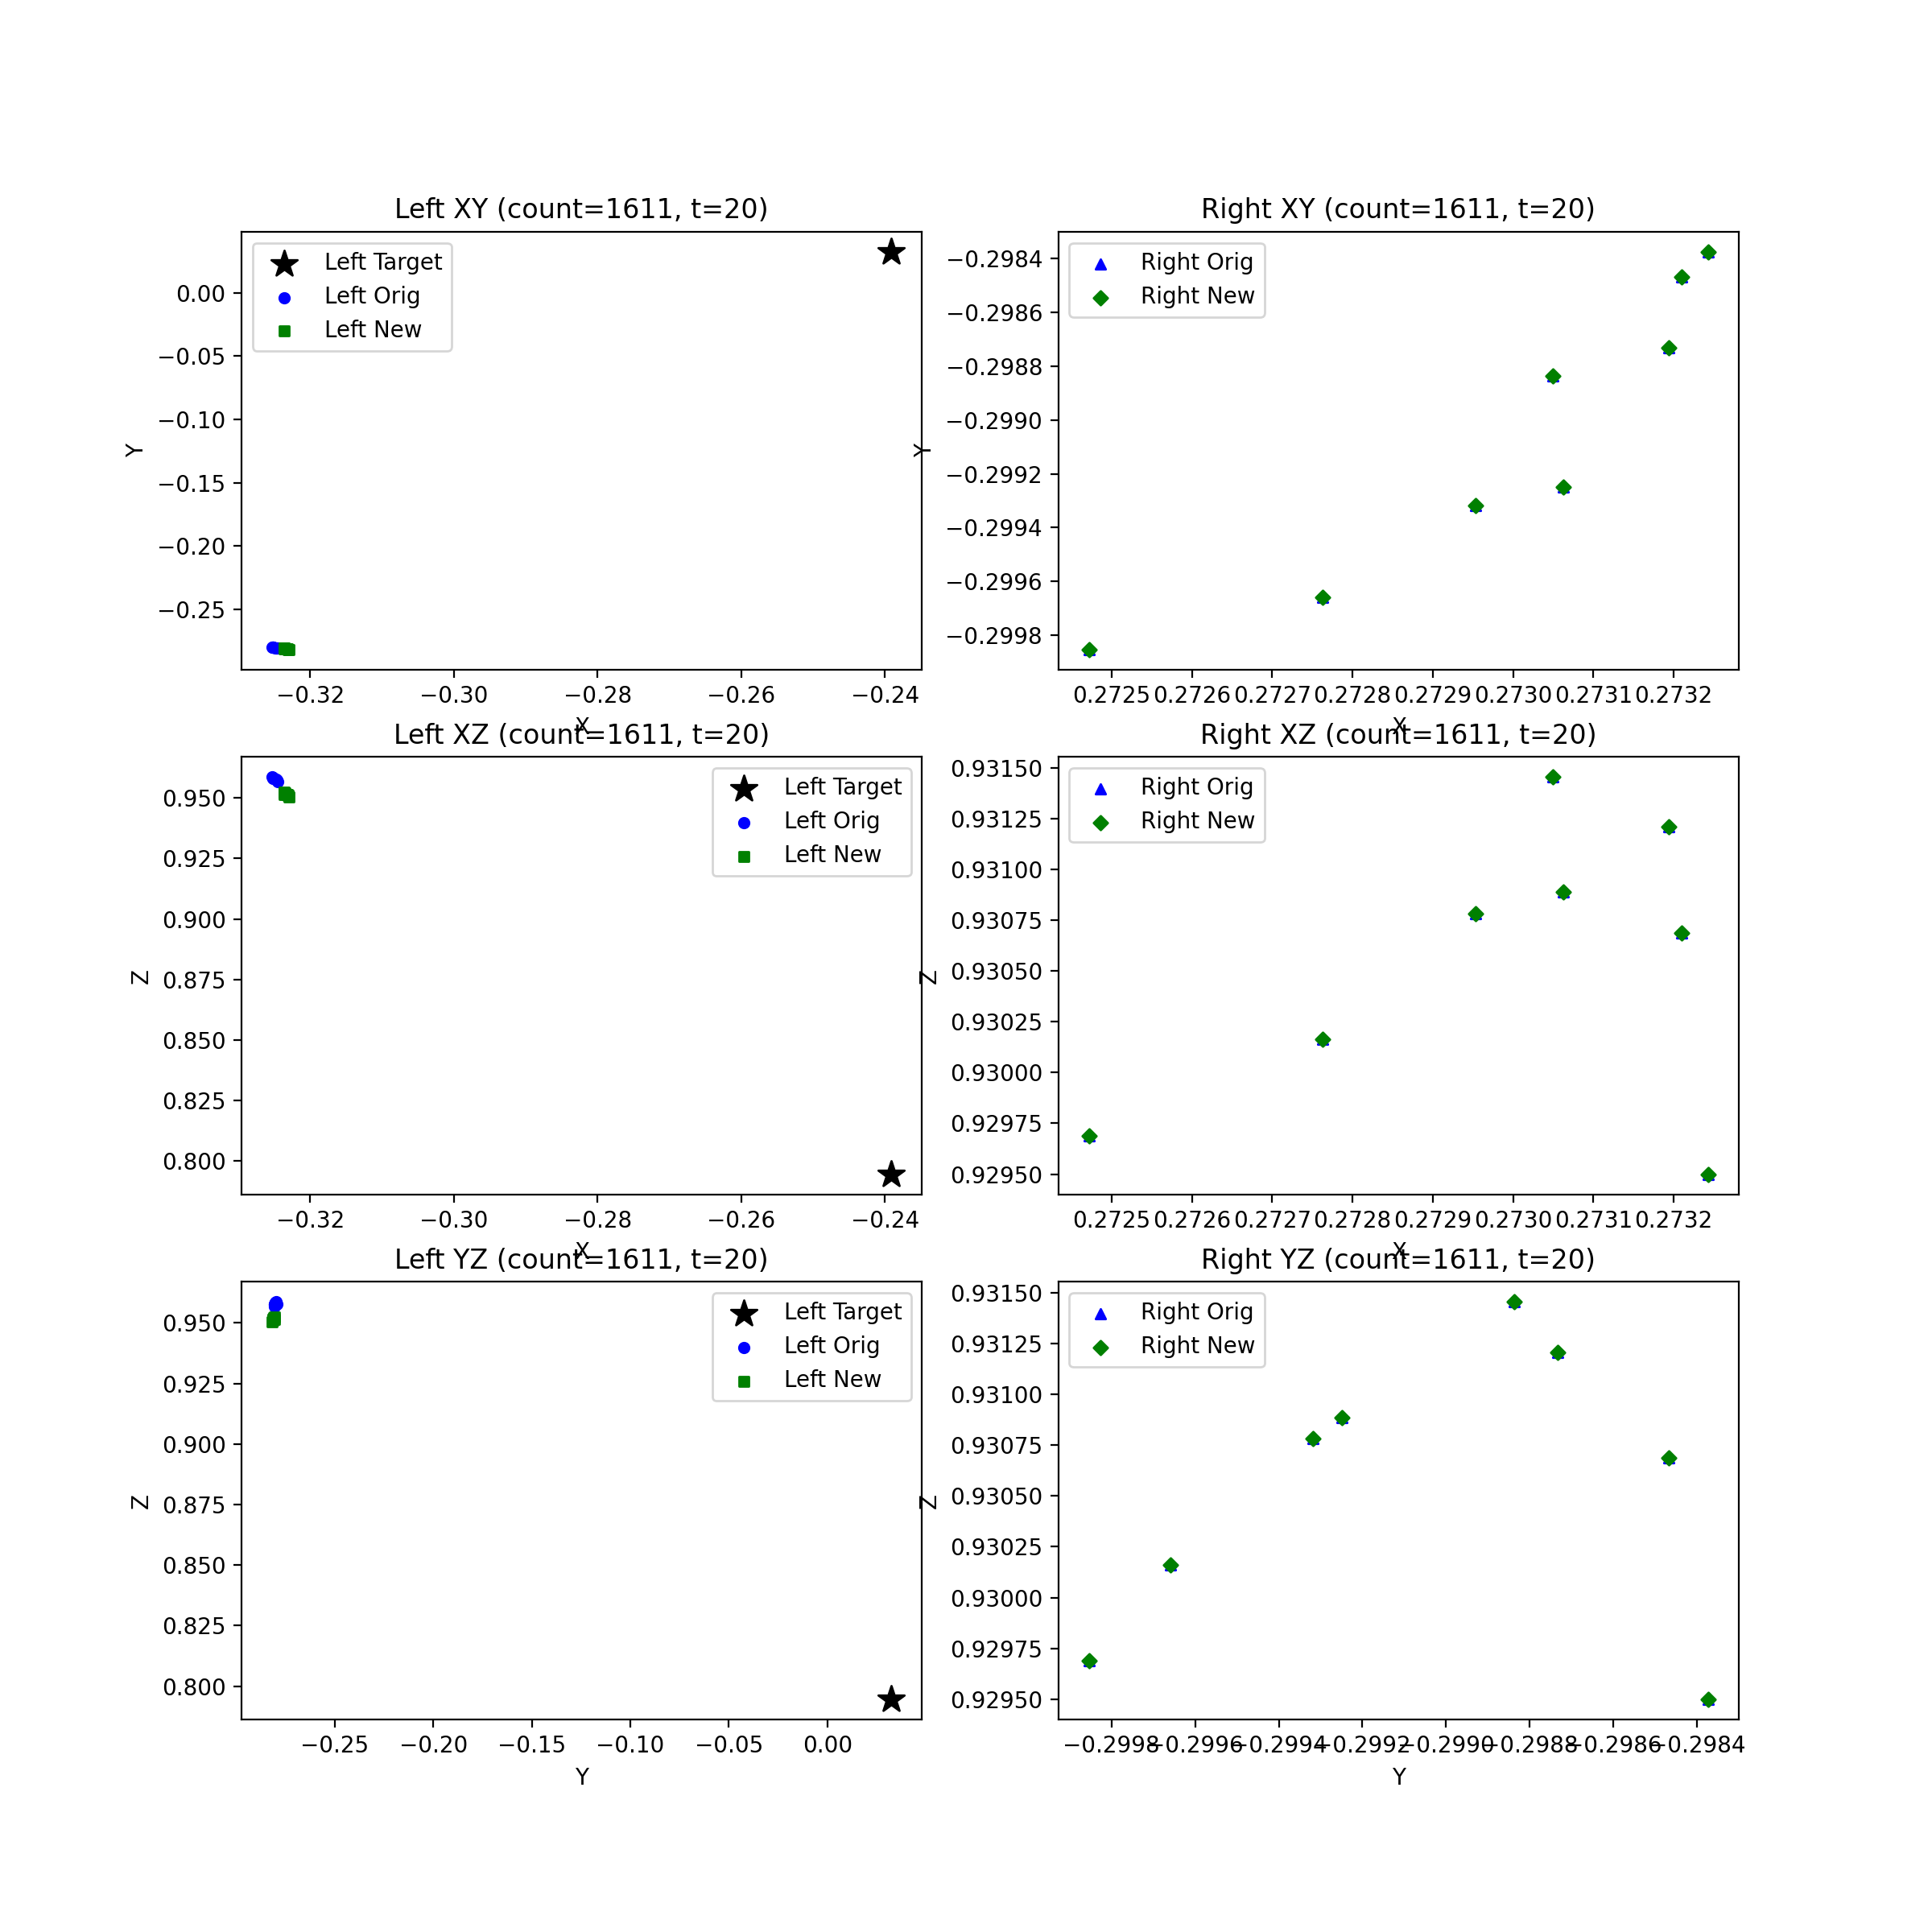 Left XY (count=1611, t=20)
Left Target
Left Orig
Left New
Y
0.00
−0.05
−0.10
−0.15
−0.20
−0.25
−0.32 −0.30 −0.28 −0.26 −0.24
X
Right XY (count=1611, t=20)
Right Orig
Right New
Y
−0.2984
−0.2986
−0.2988
−0.2990
−0.2992
−0.2994
−0.2996
−0.2998
0.2725 0.2726 0.2727 0.2728 0.2729 0.2730 0.2731 0.2732
X
Left XZ (count=1611, t=20)
Left Target
Left Orig
Left New
Z
0.950
0.925
0.900
0.875
0.850
0.825
0.800
−0.32 −0.30 −0.28 −0.26 −0.24
X
Right XZ (count=1611, t=20)
Right Orig
Right New
Z
0.93150
0.93125
0.93100
0.93075
0.93050
0.93025
0.93000
0.92975
0.92950
0.2725 0.2726 0.2727 0.2728 0.2729 0.2730 0.2731 0.2732
X
Left YZ (count=1611, t=20)
Left Target
Left Orig
Left New
Z
0.950
0.925
0.900
0.875
0.850
0.825
0.800
−0.25 −0.20 −0.15 −0.10 −0.05 0.00
Y
Right YZ (count=1611, t=20)
Right Orig
Right New
Z
0.93150
0.93125
0.93100
0.93075
0.93050
0.93025
0.93000
0.92975
0.92950
−0.2998 −0.2996 −0.2994 −0.2992 −0.2990 −0.2988 −0.2986 −0.2984
Y